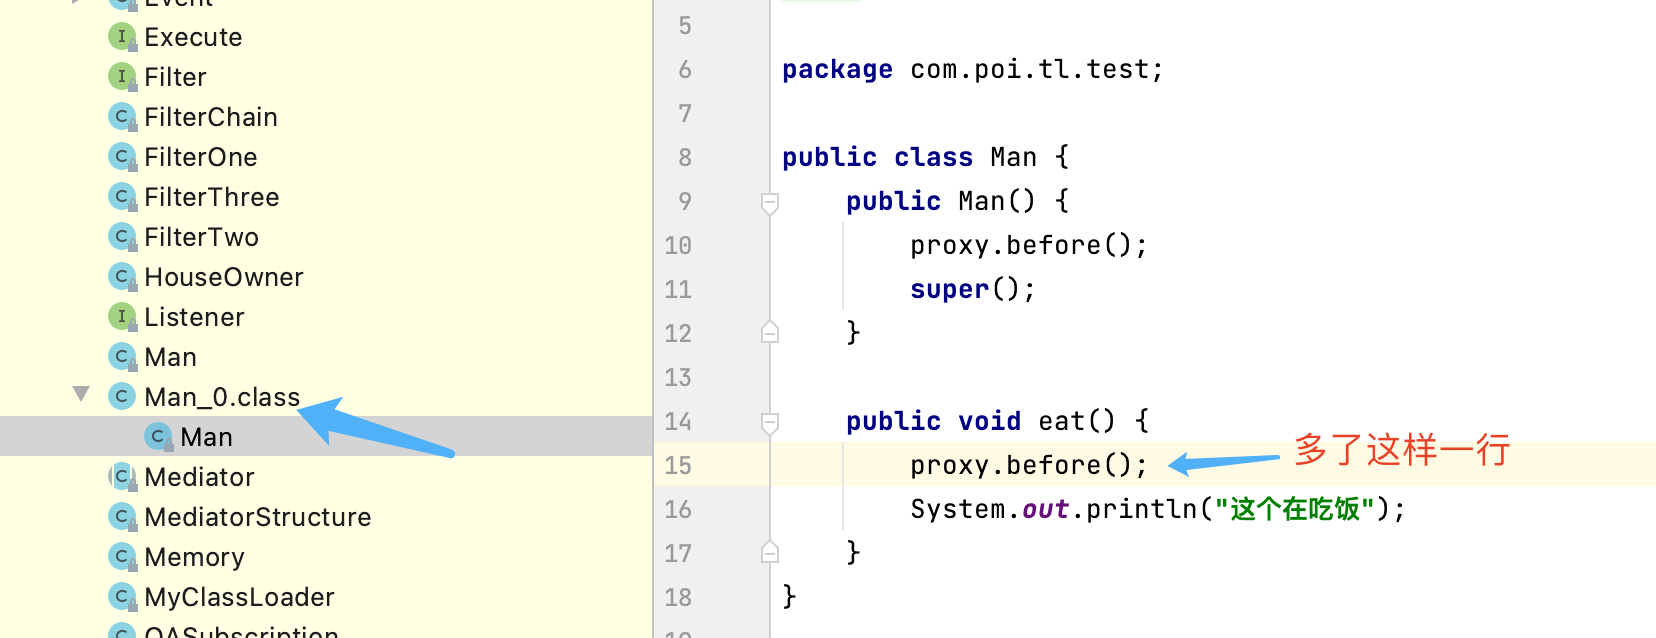 Event
Execute
Filter
FilterChain
FilterOne
FilterThree
FilterTwo
HouseOwner
Listener
Man
Man_0.class
Man
Mediator
MediatorStructure
Memory
MyClassLoader
QASubscription
5
6 package com.poi.tl.test;
7
8 public class Man {
9 public Man() {
10 proxy.before();
11 super();
12 }
13
14 public void eat() {
15 proxy.before(); 多了这样一行
16 System.out.println("这个在吃饭");
17 }
18 }